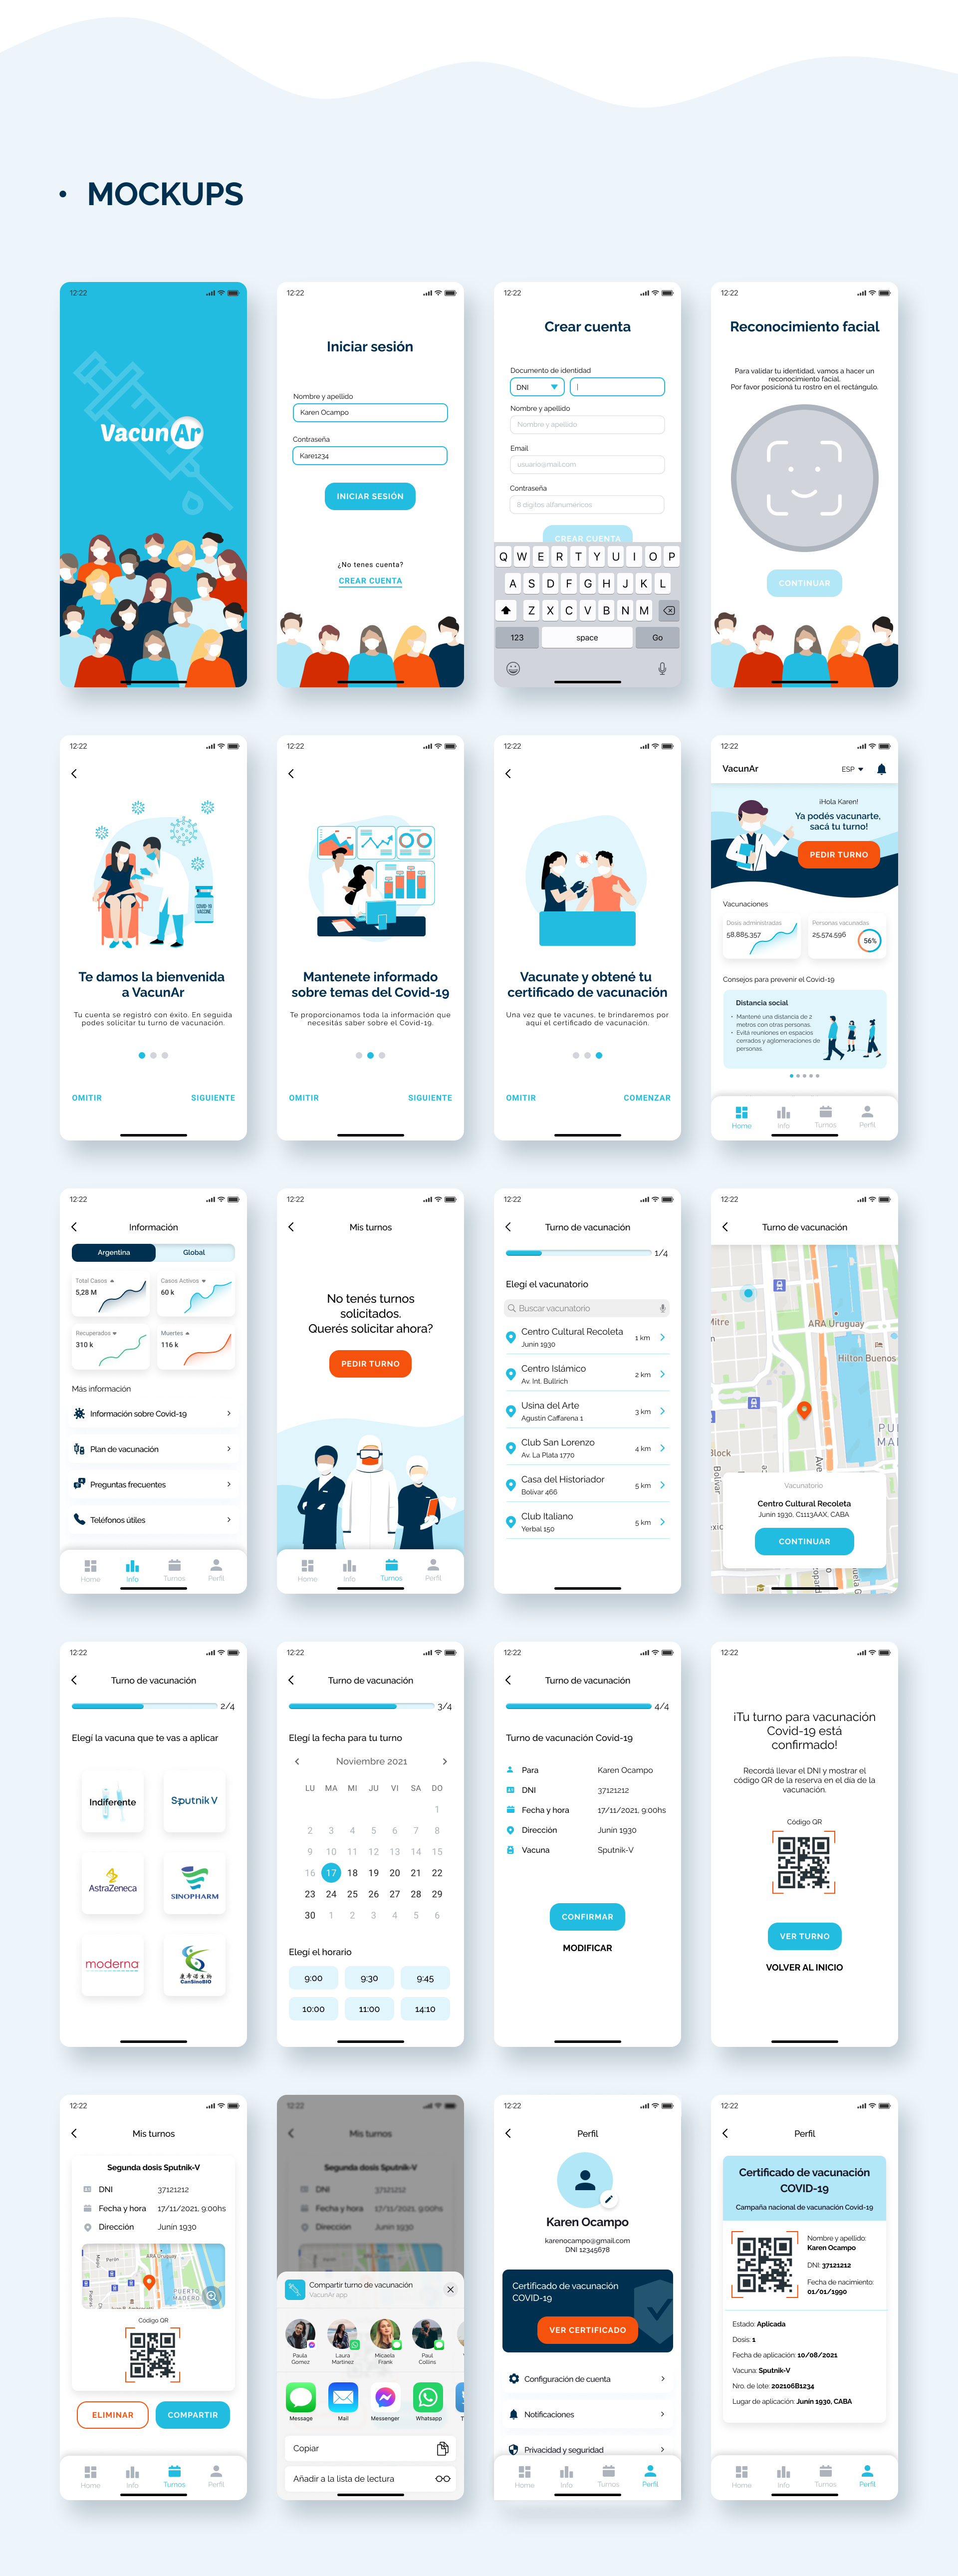 • MOCKUPS
12:22
VacunAr
12:22
Iniciar sesión
Nombre y apellido
Karen Ocampo
Contraseña
Kare1234
INICIAR SESIÓN
¿No tenes cuenta?
CREAR CUENTA
12:22
Crear cuenta
Documento de identidad
DNI
Nombre y apellido
Nombre y apellido
Email
usuario@mail.com
Contraseña
8 dígitos alfanuméricos
CREAR CUENTA
Q W E R T Y U I O P
A S D F G H J K L
Z X C V B N M
123 space Go
12:22
Reconocimiento facial
Para validar tu identidad, vamos a hacer un
reconocimiento facial.
Por favor posicioná tu rostro en el rectángulo.
CONTINUAR
12:22
COVID-19
VACCINE
Te damos la bienvenida
a VacunAr
Tu cuenta se registró con éxito. En seguida
podes solicitar tu turno de vacunación.
OMITIR SIGUIENTE
12:22
Mantenete informado
sobre temas del Covid-19
Te proporcionamos toda la información que
necesitás saber sobre el Covid-19.
OMITIR SIGUIENTE
12:22
Vacunate y obtené tu
certificado de vacunación
Una vez que te vacunes, te brindaremos por
aquí el certificado de vacunación.
OMITIR COMENZAR
12:22
VacunAr ESP
¡Hola Karen!
Ya podés vacunarte,
sacá tu turno!
PEDIR TURNO
Vacunaciones
Dosis administradas
58,885,357
Personas vacunadas
25,574,596
56%
Consejos para prevenir el Covid-19
Distancia social
• Mantené una distancia de 2
metros con otras personas.
• Evitá reuniones en espacios
cerrados y aglomeraciones de
personas.
Home Info Turnos Perfil
12:22
Información
Argentina Global
Total Casos
5,28 M
Casos Activos
60 k
Recuperados
310 k
Muertes
116 k
Más información
Información sobre Covid-19
Plan de vacunación
Preguntas frecuentes
Teléfonos útiles
Home Info Turnos Perfil
12:22
Mis turnos
No tenés turnos
solicitados.
Querés solicitar ahora?
PEDIR TURNO
Home Info Turnos Perfil
12:22
Turno de vacunación
1/4
Elegí el vacunatorio
Buscar vacunatorio
Centro Cultural Recoleta
Junin 1930
1 km
Centro Islámico
Av. Int. Bullrich
2 km
Usina del Arte
Agustín Caffarena 1
3 km
Club San Lorenzo
Av. La Plata 1770
4 km
Casa del Historiador
Bolívar 466
5 km
Club Italiano
Yerbal 150
5 km
12:22
Turno de vacunación
Mitre
ARA Uruguay
Hilton Buenos
PU
MA
Block
Bolívar
Ave
Vacunatorio
Centro Cultural Recoleta
Junin 1930, C1113AAX, CABA
CONTINUAR
12:22
Turno de vacunación
2/4
Elegí la vacuna que te vas a aplicar
Indiferente
Sputnik V
AstraZeneca
SINOPHARM
moderna
康希诺生物
CanSinoBIO
12:22
Turno de vacunación
3/4
Elegí la fecha para tu turno
Noviembre 2021
LU MA MI JU VI SA DO
1
2 3 4 5 6 7 8
9 10 11 12 13 14 15
16 17 18 19 20 21 22
23 24 25 26 27 28 29
30 1 2 3 4 5 6
Elegí el horario
9:00 9:30 9:45
10:00 11:00 14:10
12:22
Turno de vacunación
4/4
Turno de vacunación Covid-19
Para Karen Ocampo
DNI 37121212
Fecha y hora 17/11/2021, 9:00hs
Dirección Junin 1930
Vacuna Sputnik-V
CONFIRMAR
MODIFICAR
12:22
¡Tu turno para vacunación
Covid-19 está
confirmado!
Recordá llevar el DNI y mostrar el
código QR de la reserva en el día de la
vacunación.
Código QR
VER TURNO
VOLVER AL INICIO
12:22
Mis turnos
Segunda dosis Sputnik-V
DNI 37121212
Fecha y hora 17/11/2021, 9:00hs
Dirección Junin 1930
ARA Uruguay
PUERTO
MADERO
Código QR
ELIMINAR COMPARTIR
Home Info Turnos Perfil
12:22
Mis turnos
Segunda dosis Sputnik-V
DNI 37121212
Fecha y hora 17/11/2021, 9:00hs
Dirección Junin 1930
Compartir turno de vacunación
VacunAr app
Paula
Gomez
Laura
Martinez
Micaela
Frank
Paul
Collins
Message Mail Messenger Whatsapp
Copiar
Añadir a la lista de lectura
12:22
Perfil
Karen Ocampo
karenocampo@gmail.com
DNI 12345678
Certificado de vacunación
COVID-19
VER CERTIFICADO
Configuración de cuenta
Notificaciones
Privacidad y seguridad
Home Info Turnos Perfil
12:22
Perfil
Certificado de vacunación
COVID-19
Campaña nacional de vacunación Covid-19
Nombre y apellido:
Karen Ocampo
DNI: 37121212
Fecha de nacimiento:
01/01/1990
Estado: Aplicada
Dosis: 1
Fecha de aplicación: 10/08/2021
Vacuna: Sputnik-V
Nro. de lote: 202106B1234
Lugar de aplicación: Junin 1930, CABA
Home Info Turnos Perfil